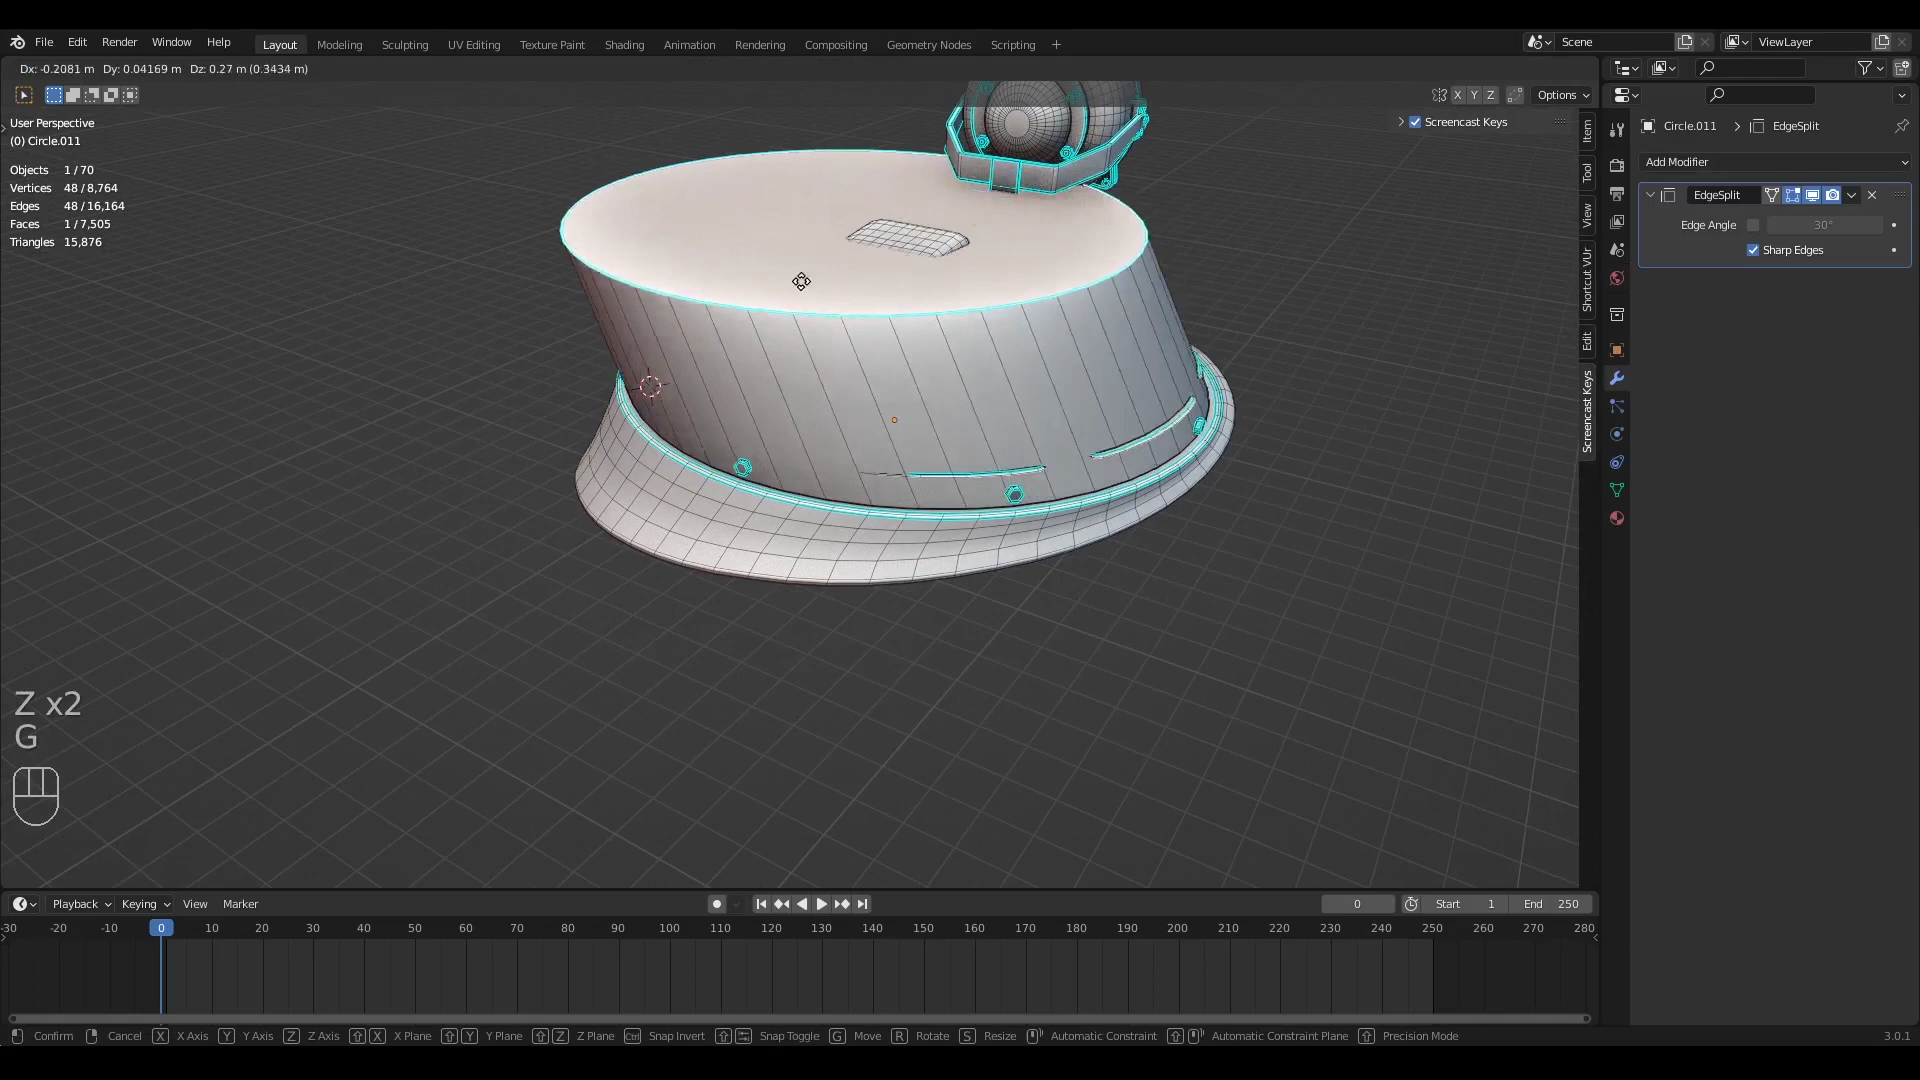 File Edit Render Window Help Layout Modeling Sculpting UV Editing Texture Paint Shading Animation Rendering Compositing Geometry Nodes Scripting + Scene ViewLayer
Dx: -0.2081 m Dy: 0.04169 m Dz: 0.27 m (0.3434 m)
X Y Z Options
User Perspective
(0) Circle.011
Screencast Keys
Objects 1 / 70
Vertices 48 / 8,764
Edges 48 / 16,164
Faces 1 / 7,505
Triangles 15,876
Item
Tool
View
Shortcut VUr
Edit
Screencast Keys
Circle.011 > EdgeSplit
Add Modifier
EdgeSplit
Edge Angle 30°
Sharp Edges
Z x2
G
Playback Keying View Marker 0 Start 1 End 250
-30 -20 -10 0 10 20 30 40 50 60 70 80 90 100 110 120 130 140 150 160 170 180 190 200 210 220 230 240 250 260 270 280
Confirm Cancel X X Axis Y Y Axis Z Z Axis X X Plane Y Y Plane Z Z Plane Ctrl Snap Invert Snap Toggle G Move R Rotate S Resize Automatic Constraint Automatic Constraint Plane Precision Mode 3.0.1